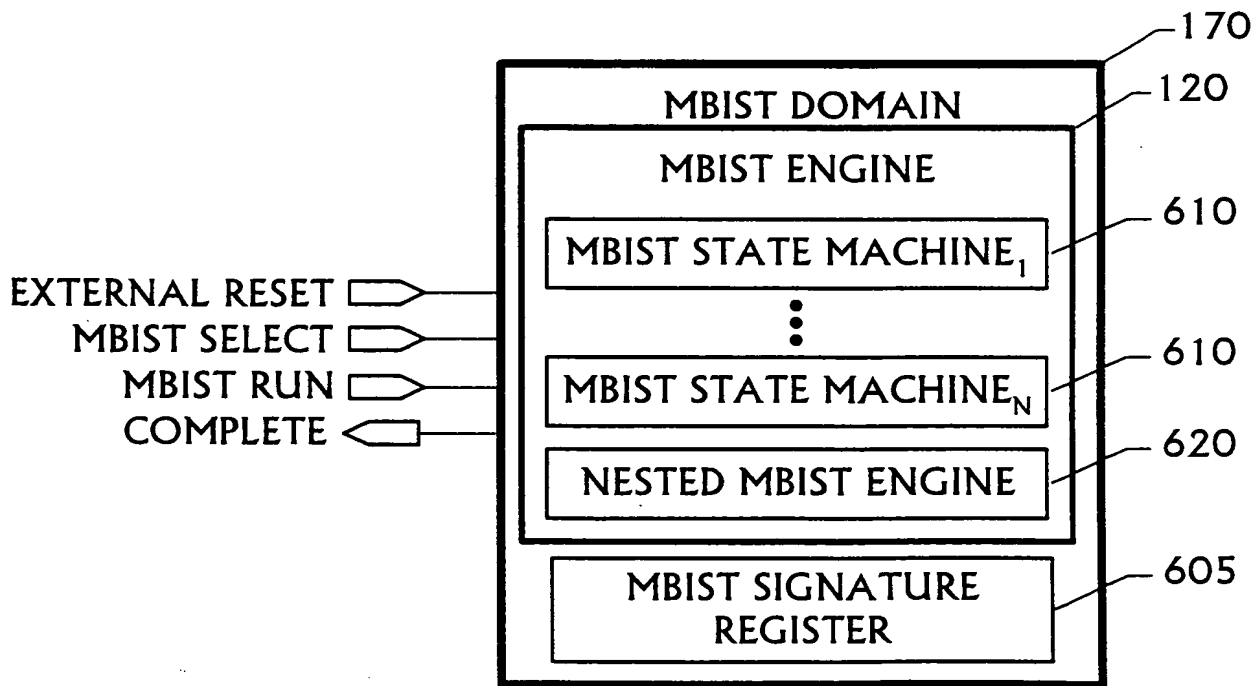 170
MBIST DOMAIN
120
MBIST ENGINE
610
MBIST STATE MACHINE1
EXTERNAL RESET
MBIST SELECT
610
MBIST RUN
MBIST STATE MACHINEN
COMPLETE
620
NESTED MBIST ENGINE
605
MBIST SIGNATURE
REGISTER